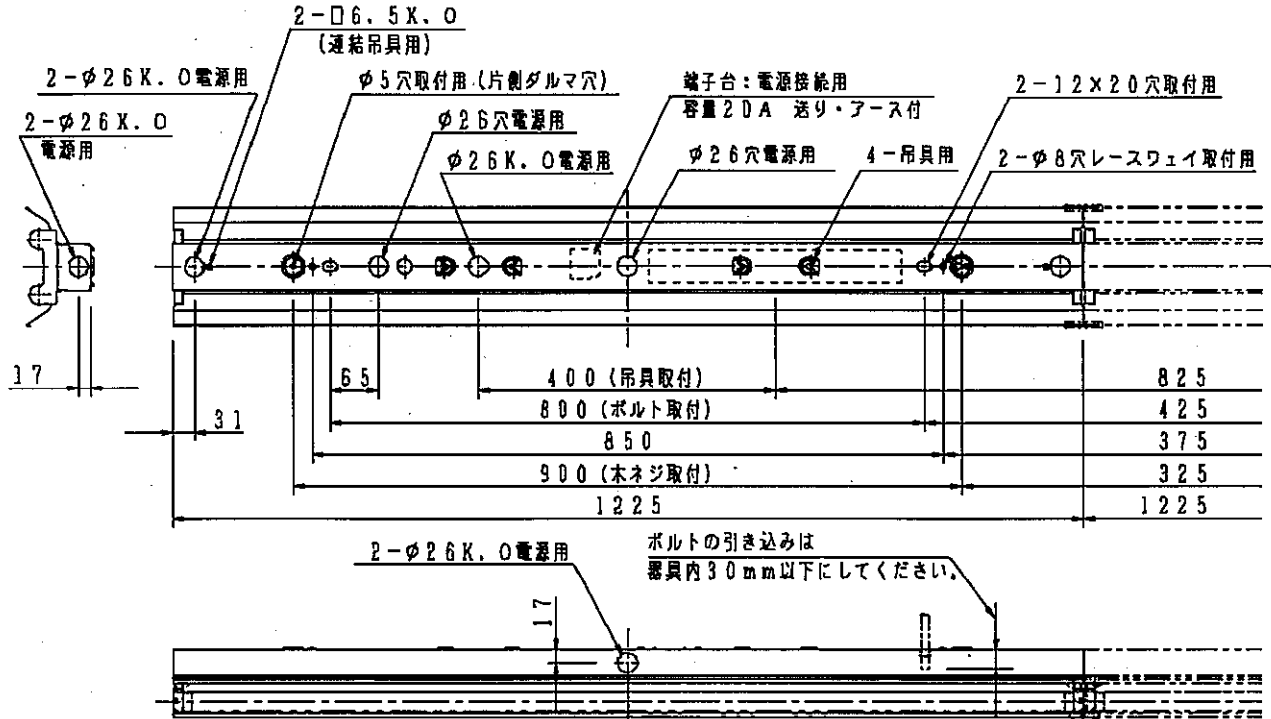 2-□6.5K.O
(連結吊具用)
2-φ26K.O電源用
φ5穴取付用(片側ダルマ穴)
端子台:電源接続用
容量20A 送り・アース付
2-12×20穴取付用
2-φ26K.O
電源用
φ26穴電源用
φ26K.O電源用
φ26穴電源用
4-吊具用
2-φ8穴レースウェイ取付用
17
65
400(吊具取付)
825
31
800(ボルト取付)
425
850
375
900(木ネジ取付)
325
1225
1225
2-φ26K.O電源用
ボルトの引き込みは
器具内30mm以下にしてください。
17